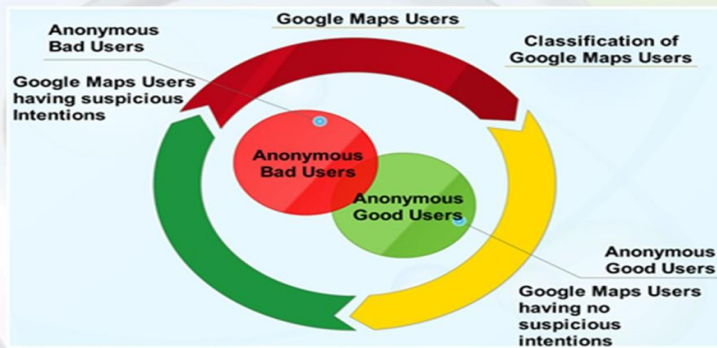 Google Maps Users
Anonymous
Bad Users
Classification of
Google Maps Users
Google Maps Users
having suspicious
Intentions
Anonymous
Bad Users
Anonymous
Good Users
Anonymous
Good Users
Google Maps Users
having no
suspicious
intentions